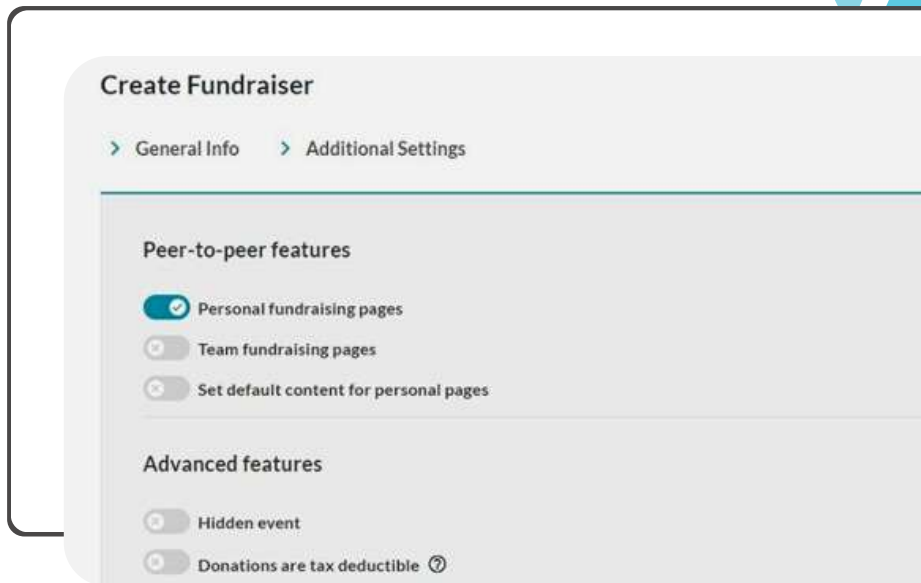 Create Fundraiser
General Info Additional Settings
Peer-to-peer features
Personal fundraising pages
Team fundraising pages
Set default content for personal pages
Advanced features
Hidden event
Donations are tax deductible ?